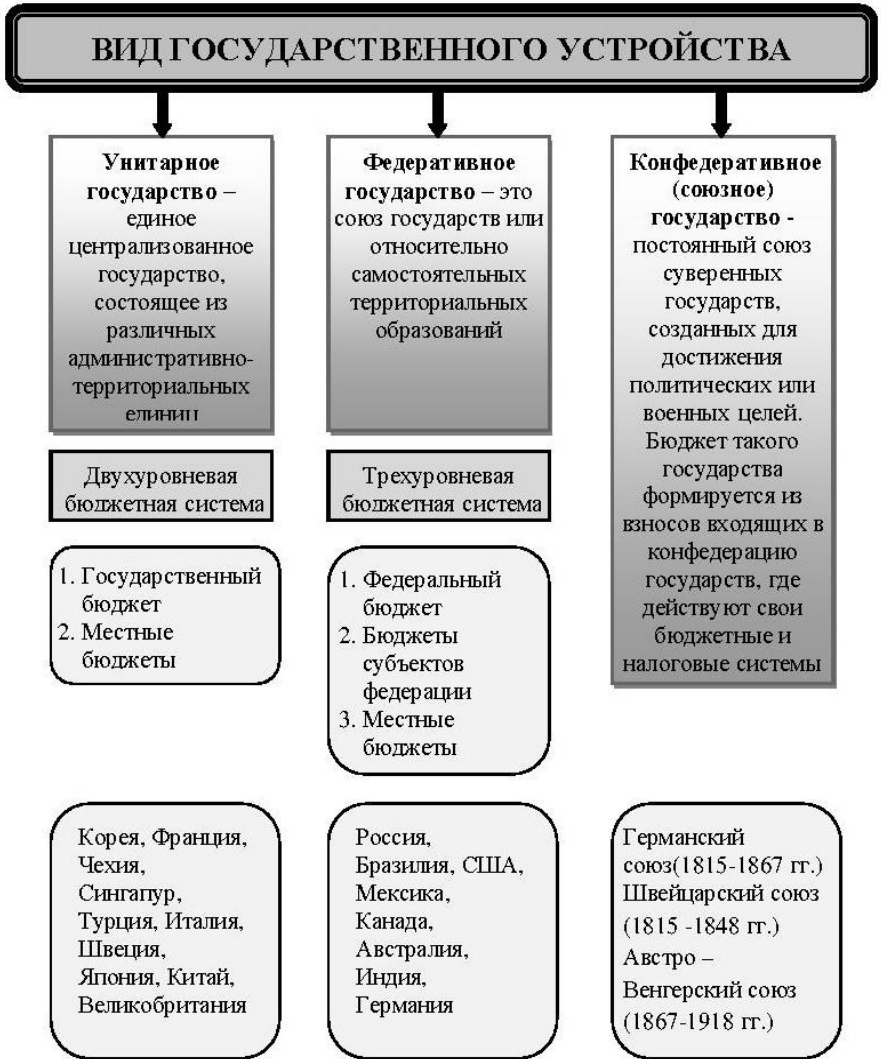 ВИД ГОСУДАРСТВЕННОГО УСТРОЙСТВА
Унитарное
государство –
единое
централизованное
государство,
состоящее из
различных
административно-
территориальных
единиц
Двухуровневая
бюджетная система
1. Государственный
бюджет
2. Местные
бюджеты
Корея, Франция,
Чехия,
Сингапур,
Турция, Италия,
Швеция,
Япония, Китай,
Великобритания
Федеративное
государство – это
союз государств или
относительно
самостоятельных
территориальных
образований
Трехуровневая
бюджетная система
1. Федеральный
бюджет
2. Бюджеты
субъектов
федерации
3. Местные
бюджеты
Россия,
Бразилия, США,
Мексика,
Канада,
Австралия,
Индия,
Германия
Конфедеративное
(союзное)
государство -
постоянный союз
суверенных
государств,
созданных для
достижения
политических или
военных целей.
Бюджет такого
государства
формируется из
взносов входящих в
конфедерацию
государств, где
действуют свои
бюджетные и
налоговые системы
Германский
союз(1815-1867 гг.)
Швейцарский союз
(1815 -1848 гг.)
Австро –
Венгерский союз
(1867-1918 гг.)